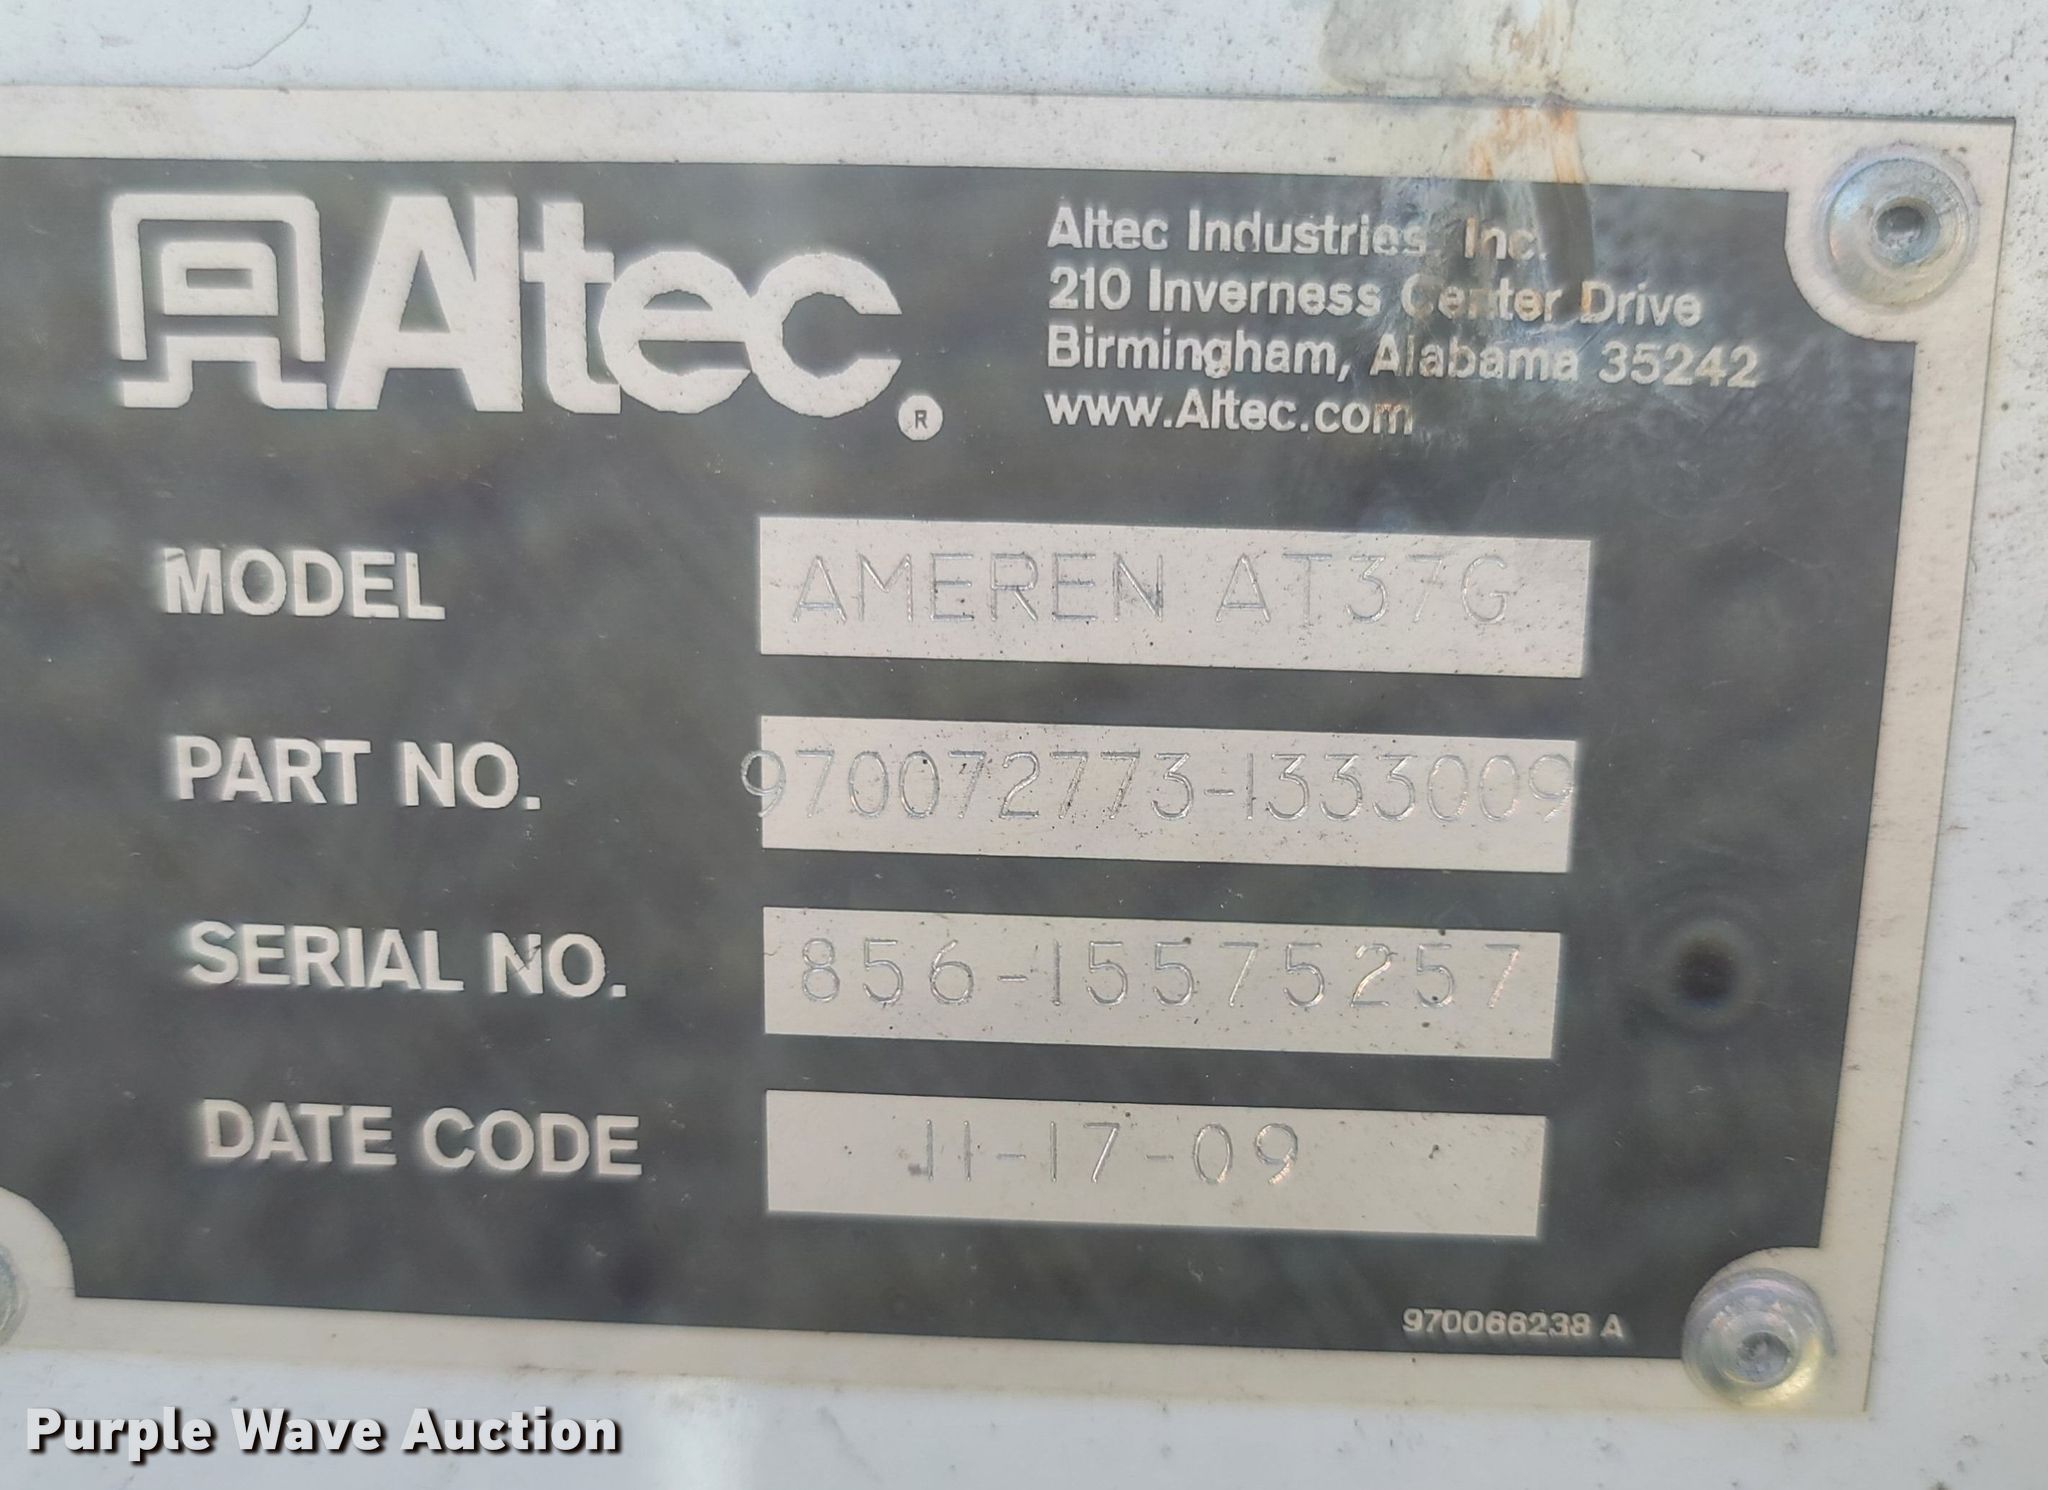 Altec ®
Altec Industries, Inc.
210 Inverness Center Drive
Birmingham, Alabama 35242
www.Altec.com
MODEL AMEREN AT37G
PART NO. 970072773-1333009
SERIAL NO. 856-15575257
DATE CODE 11-17-09
970066238 A
Purple Wave Auction